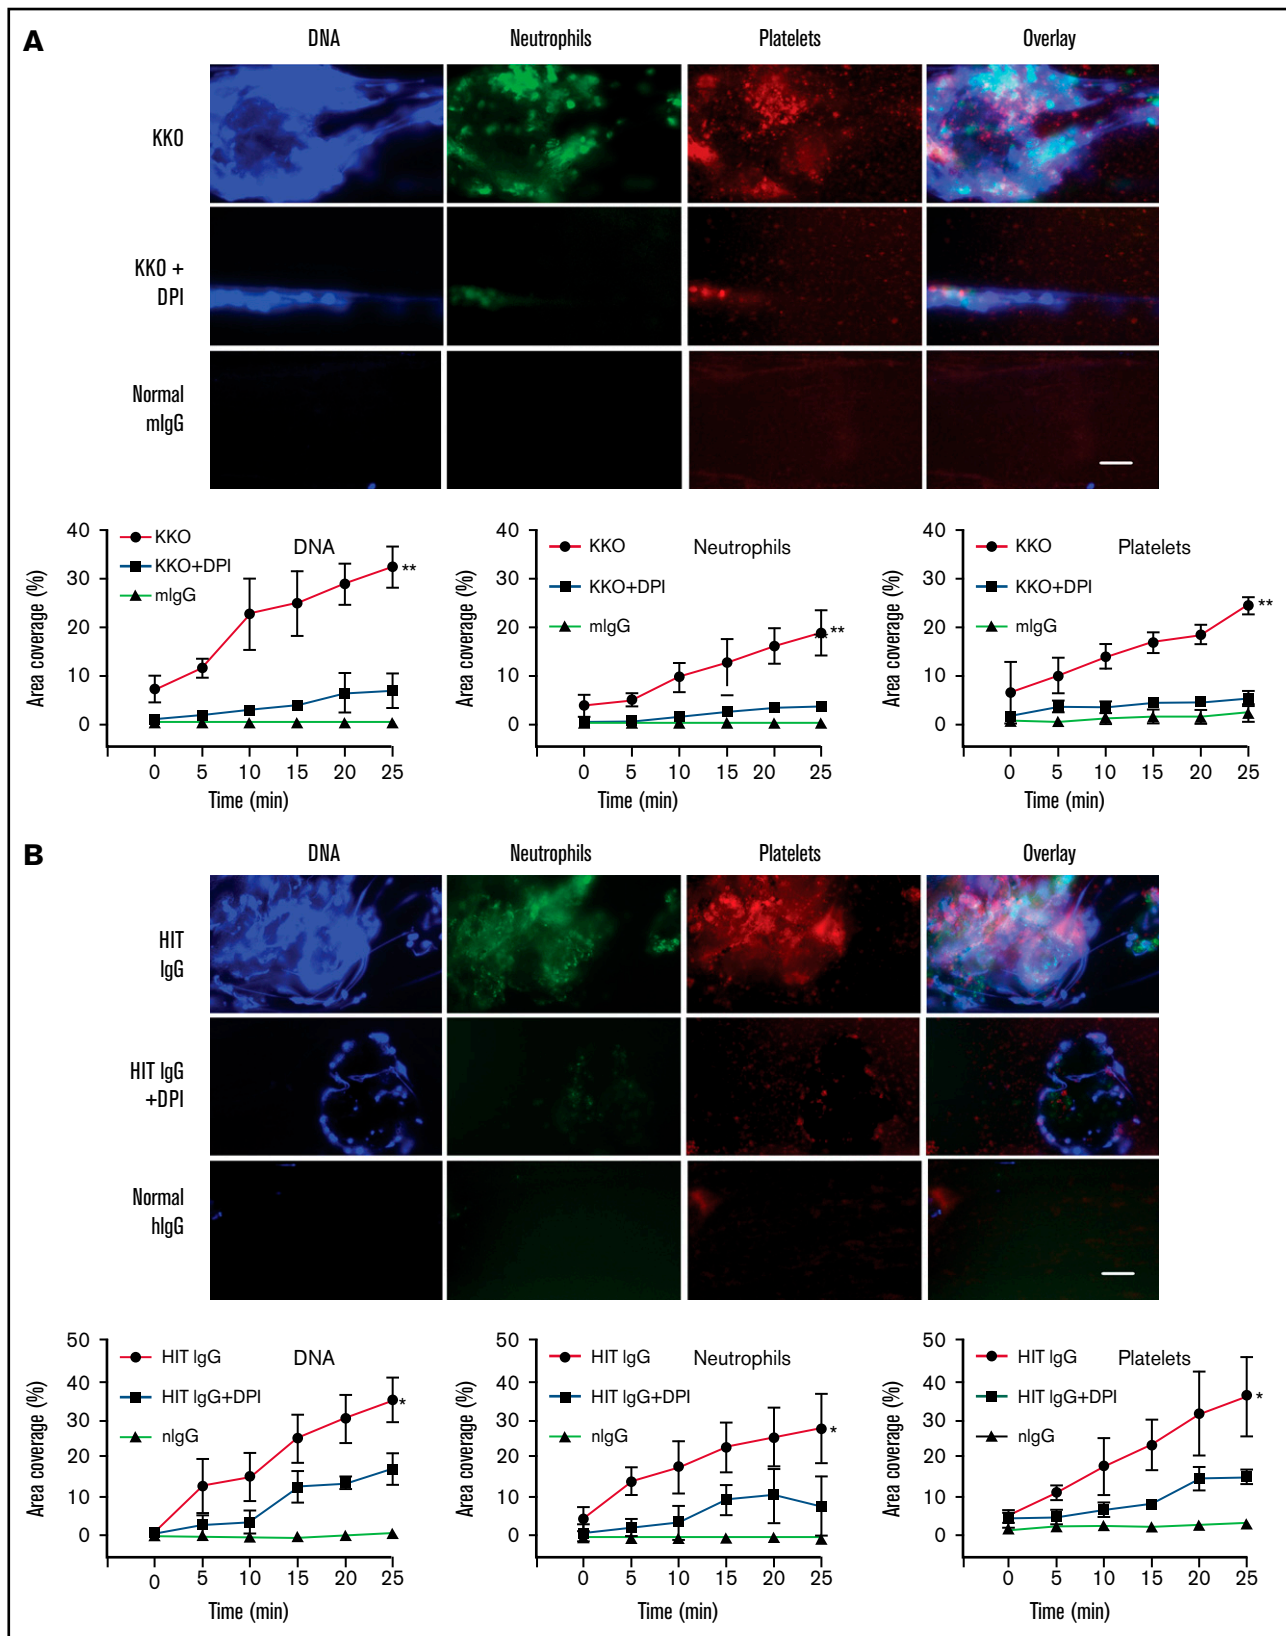 A
DNA Neutrophils Platelets Overlay
KKO
KKO +
DPI
Normal
mIgG
40 KKO DNA
30 KKO+DPI
20 mIgG
10
0
Area coverage (%)
**
0 5 10 15 20 25
Time (min)
40 KKO Neutrophils
30 KKO+DPI
20 mIgG
10
0
Area coverage (%)
**
0 5 10 15 20 25
Time (min)
40 KKO Platelets
30 KKO+DPI
20 mIgG
10
0
Area coverage (%)
**
0 5 10 15 20 25
Time (min)
B
DNA Neutrophils Platelets Overlay
HIT
IgG
HIT IgG
+DPI
Normal
hIgG
50 HIT IgG DNA
40 HIT IgG+DPI
30 nIgG
20
10
0
Area coverage (%)
*
0 5 10 15 20 25
Time (min)
50 HIT IgG Neutrophils
40 HIT IgG+DPI
30 nIgG
20
10
0
Area coverage (%)
*
0 5 10 15 20 25
Time (min)
50 HIT IgG Platelets
40 HIT IgG+DPI
30 nIgG
20
10
0
Area coverage (%)
*
0 5 10 15 20 25
Time (min)